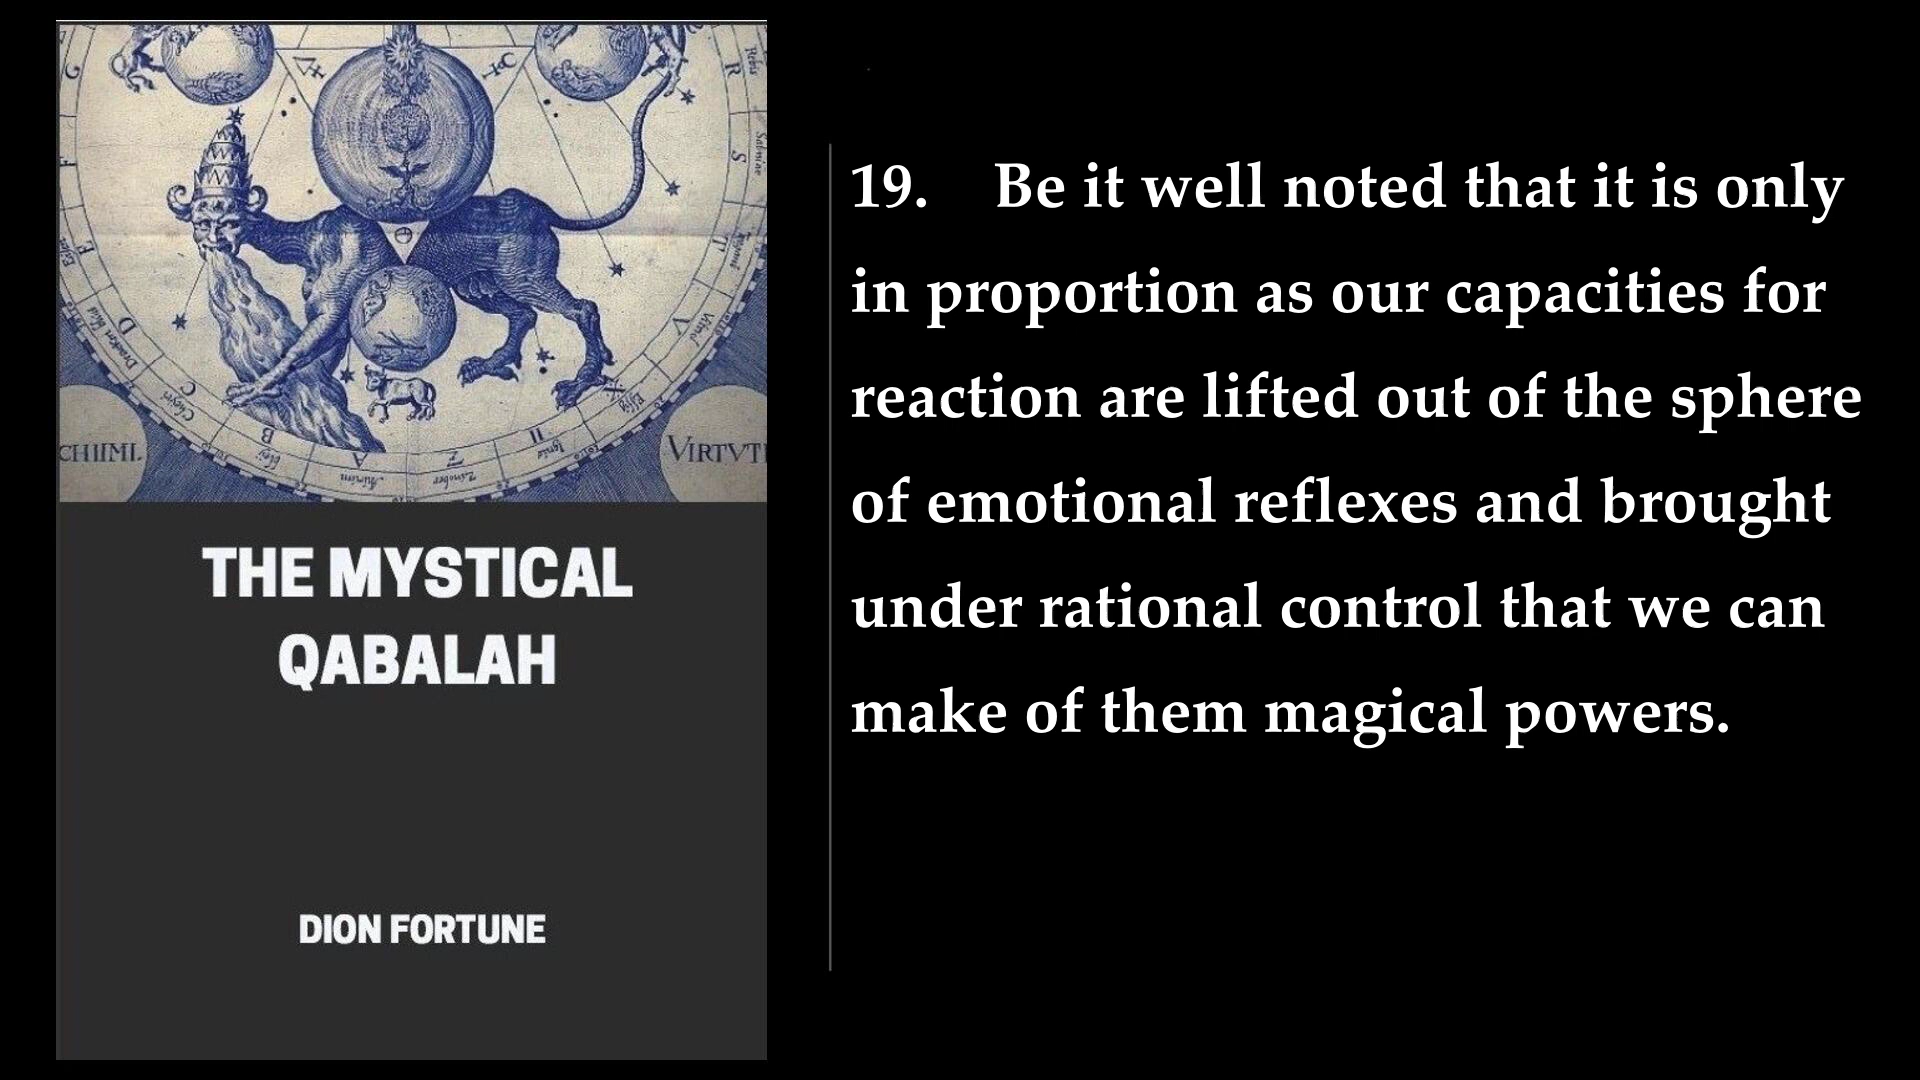 THE MYSTICAL
QABALAH
DION FORTUNE
CHIIMI.
VIRTVTI
19. Be it well noted that it is only
in proportion as our capacities for
reaction are lifted out of the sphere
of emotional reflexes and brought
under rational control that we can
make of them magical powers.